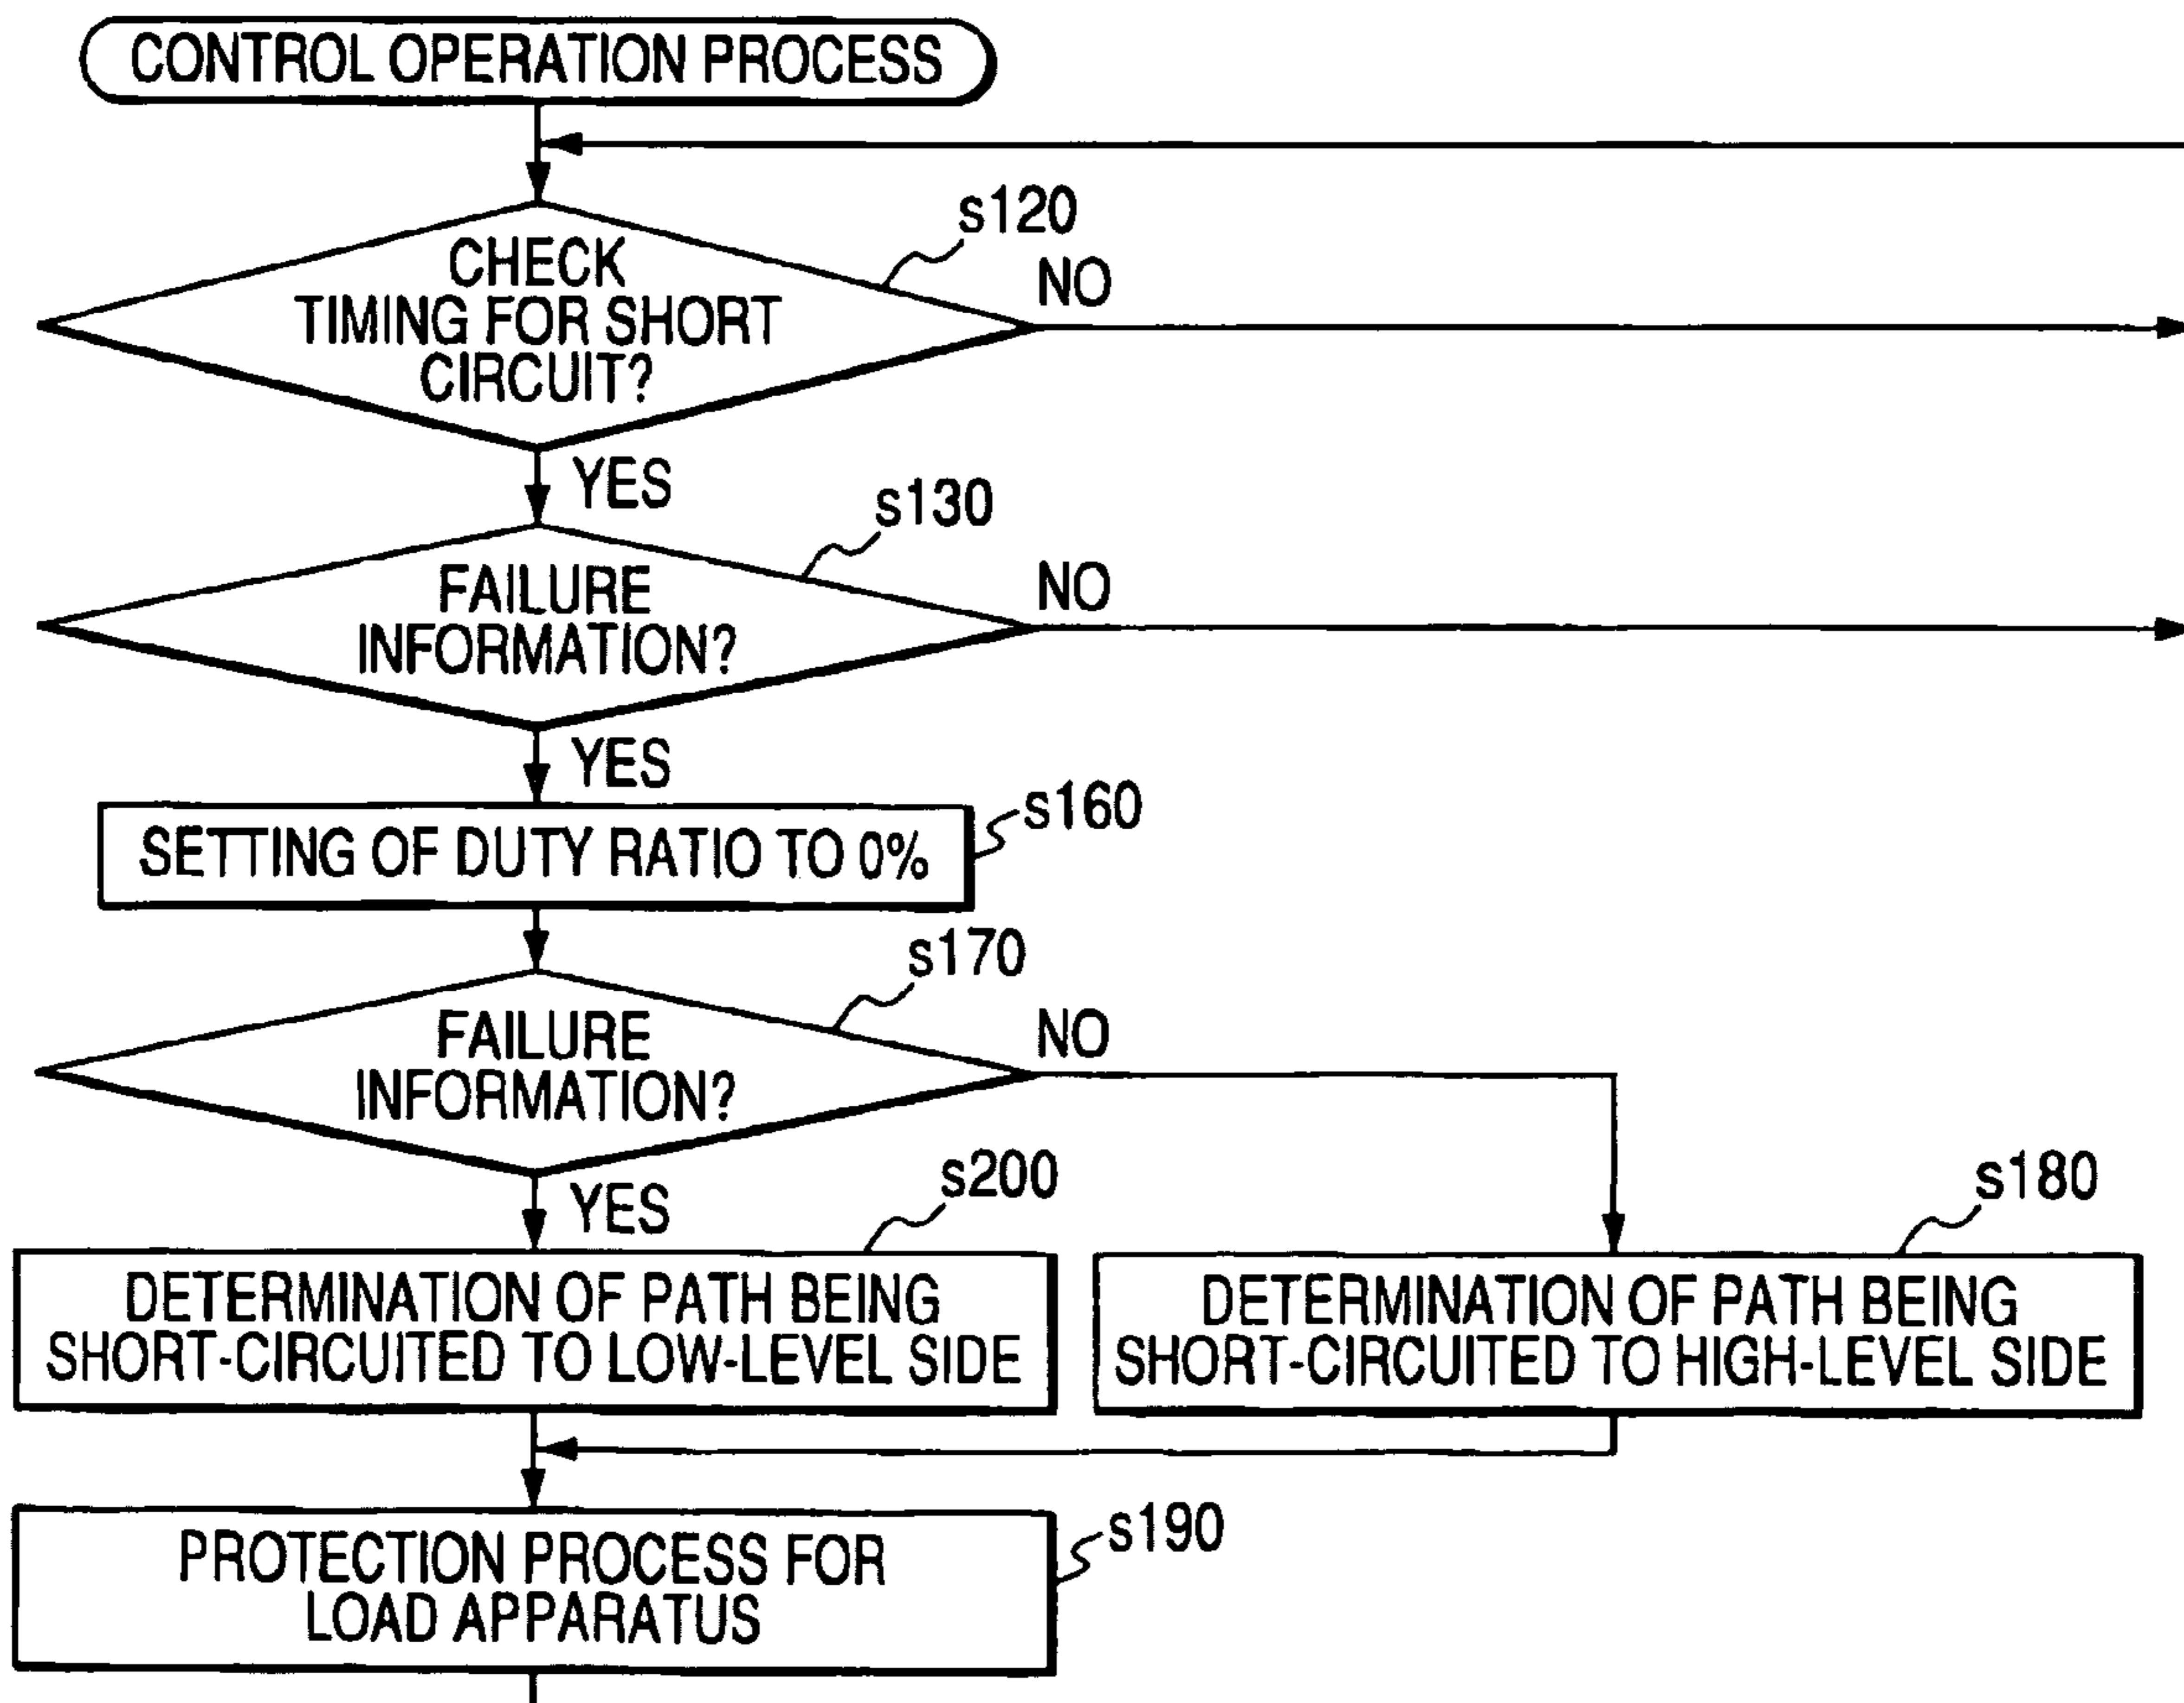 CONTROL OPERATION PROCESS
s120
CHECK
TIMING FOR SHORT
CIRCUIT?
NO
YES
s130
FAILURE
INFORMATION?
NO
YES
s160
SETTING OF DUTY RATIO TO 0%
s170
FAILURE
INFORMATION?
NO
YES
s200
DETERMINATION OF PATH BEING
SHORT-CIRCUITED TO LOW-LEVEL SIDE
s180
DETERMINATION OF PATH BEING
SHORT-CIRCUITED TO HIGH-LEVEL SIDE
s190
PROTECTION PROCESS FOR
LOAD APPARATUS